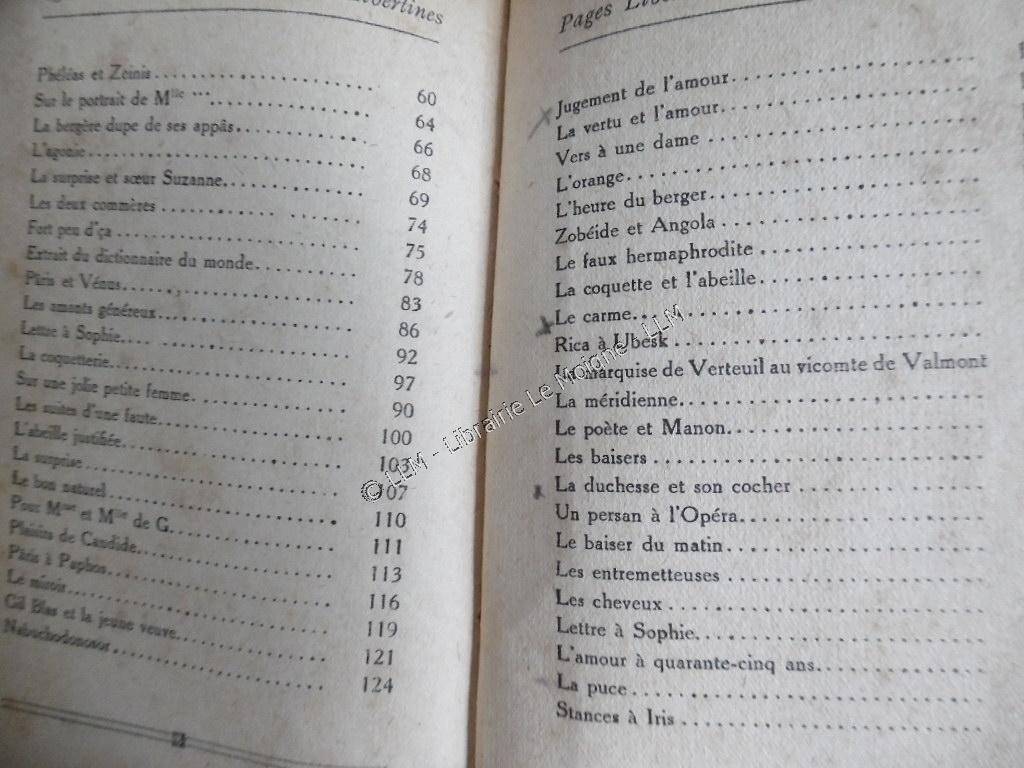 Libertines
Phéléas et Zeinis 60
Sur le portrait de Mlle *** 64
La bergère dupe de ses appâs 66
L'agonie 68
La surprise et sœur Suzanne 69
Les deux commères 74
Fort peu d'ça 75
Extrait du dictionnaire du monde 78
Pâris et Vénus 83
Les amants généreux 86
Lettre à Sophie 92
La coquetterie 97
Sur une jolie petite femme 90
Les suites d'une faute 100
L'abeille justifiée 103
La surprise 107
Le bon naturel 110
Pour Mme et Mlle de G. 111
Plaisirs de Candide 113
Pâris à Paphos 116
Le miroir 119
Gil Blas et la jeune veuve 121
Nabuchodonosor 124
Pages
Jugement de l'amour
La vertu et l'amour
Vers à une dame
L'orange
L'heure du berger
Zobéide et Angola
Le faux hermaphrodite
La coquette et l'abeille
Le carme
Rica à Ubesk
marquise de Verteuil au vicomte de Valmont
La méridienne
Le poète et Manon
Les baisers
La duchesse et son cocher
Un persan à l'Opéra
Le baiser du matin
Les entremetteuses
Les cheveux
Lettre à Sophie
L'amour à quarante-cinq ans
La puce
Stances à Iris
© LLM - Librairie Le Moigne - LLM